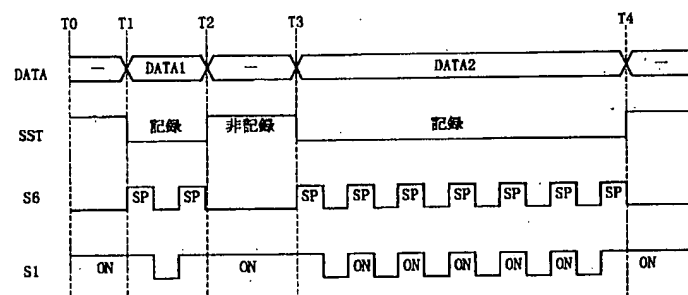 T0 T1 T2 T3 T4
DATA — DATA1 — DATA2 —
SST 記録 非記録 記録
S6 SP SP SP SP SP SP SP SP SP
S1 ON ON ON ON ON ON ON ON